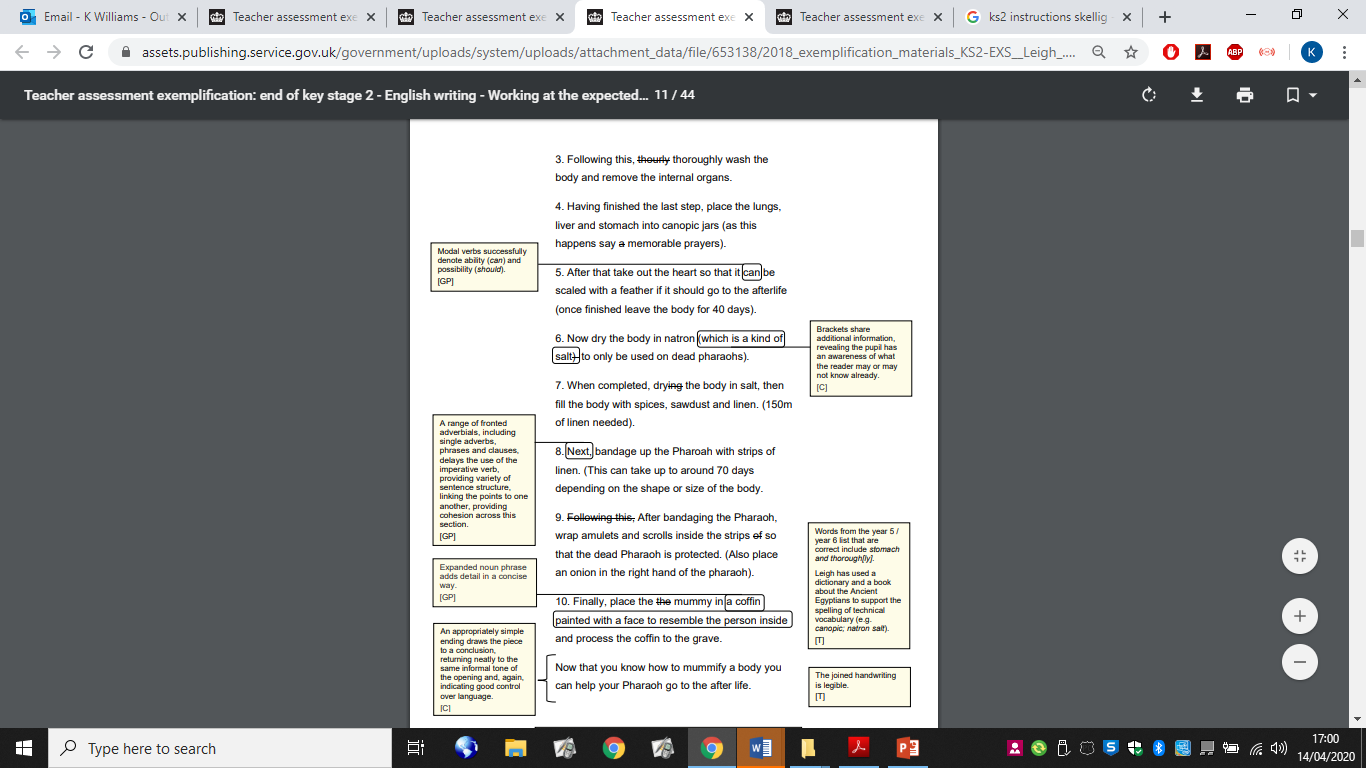 Email - K Williams - Out
Teacher assessment exe
Teacher assessment exe
Teacher assessment exe
Teacher assessment exe
ks2 instructions skellig -
assets.publishing.service.gov.uk/government/uploads/system/uploads/attachment_data/file/653138/2018_exemplification_materials_KS2-EXS__Leigh_....
ABP
K
Teacher assessment exemplification: end of key stage 2 - English writing - Working at the expected... 11 / 44
3. Following this, thourly thoroughly wash the
body and remove the internal organs.
4. Having finished the last step, place the lungs,
liver and stomach into canopic jars (as this
happens say a memorable prayers).
Modal verbs successfully
denote ability (can) and
possibility (should).
[GP]
5. After that take out the heart so that it can be
scaled with a feather if it should go to the afterlife
(once finished leave the body for 40 days).
6. Now dry the body in natron (which is a kind of
salt) to only be used on dead pharaohs).
Brackets share
additional information,
revealing the pupil has
an awareness of what
the reader may or may
not know already.
[C]
7. When completed, drying the body in salt, then
fill the body with spices, sawdust and linen. (150m
of linen needed).
A range of fronted
adverbials, including
single adverbs,
phrases and clauses,
delays the use of the
imperative verb,
providing variety of
sentence structure,
linking the points to one
another, providing
cohesion across this
section.
[GP]
8. Next, bandage up the Pharoah with strips of
linen. (This can take up to around 70 days
depending on the shape or size of the body.
9. Following this, After bandaging the Pharaoh,
wrap amulets and scrolls inside the strips of so
that the dead Pharaoh is protected. (Also place
an onion in the right hand of the pharaoh).
Words from the year 5 /
year 6 list that are
correct include stomach
and thorough[ly].
Leigh has used a
dictionary and a book
about the Ancient
Egyptians to support the
spelling of technical
vocabulary (e.g.
canopic; natron salt).
[T]
Expanded noun phrase
adds detail in a concise
way.
[GP]
10. Finally, place the the mummy in a coffin
painted with a face to resemble the person inside
and process the coffin to the grave.
An appropriately simple
ending draws the piece
to a conclusion,
returning neatly to the
same informal tone of
the opening and, again,
indicating good control
over language.
[C]
Now that you know how to mummify a body you
can help your Pharaoh go to the after life.
The joined handwriting
is legible.
[T]
Type here to search
17:00
14/04/2020